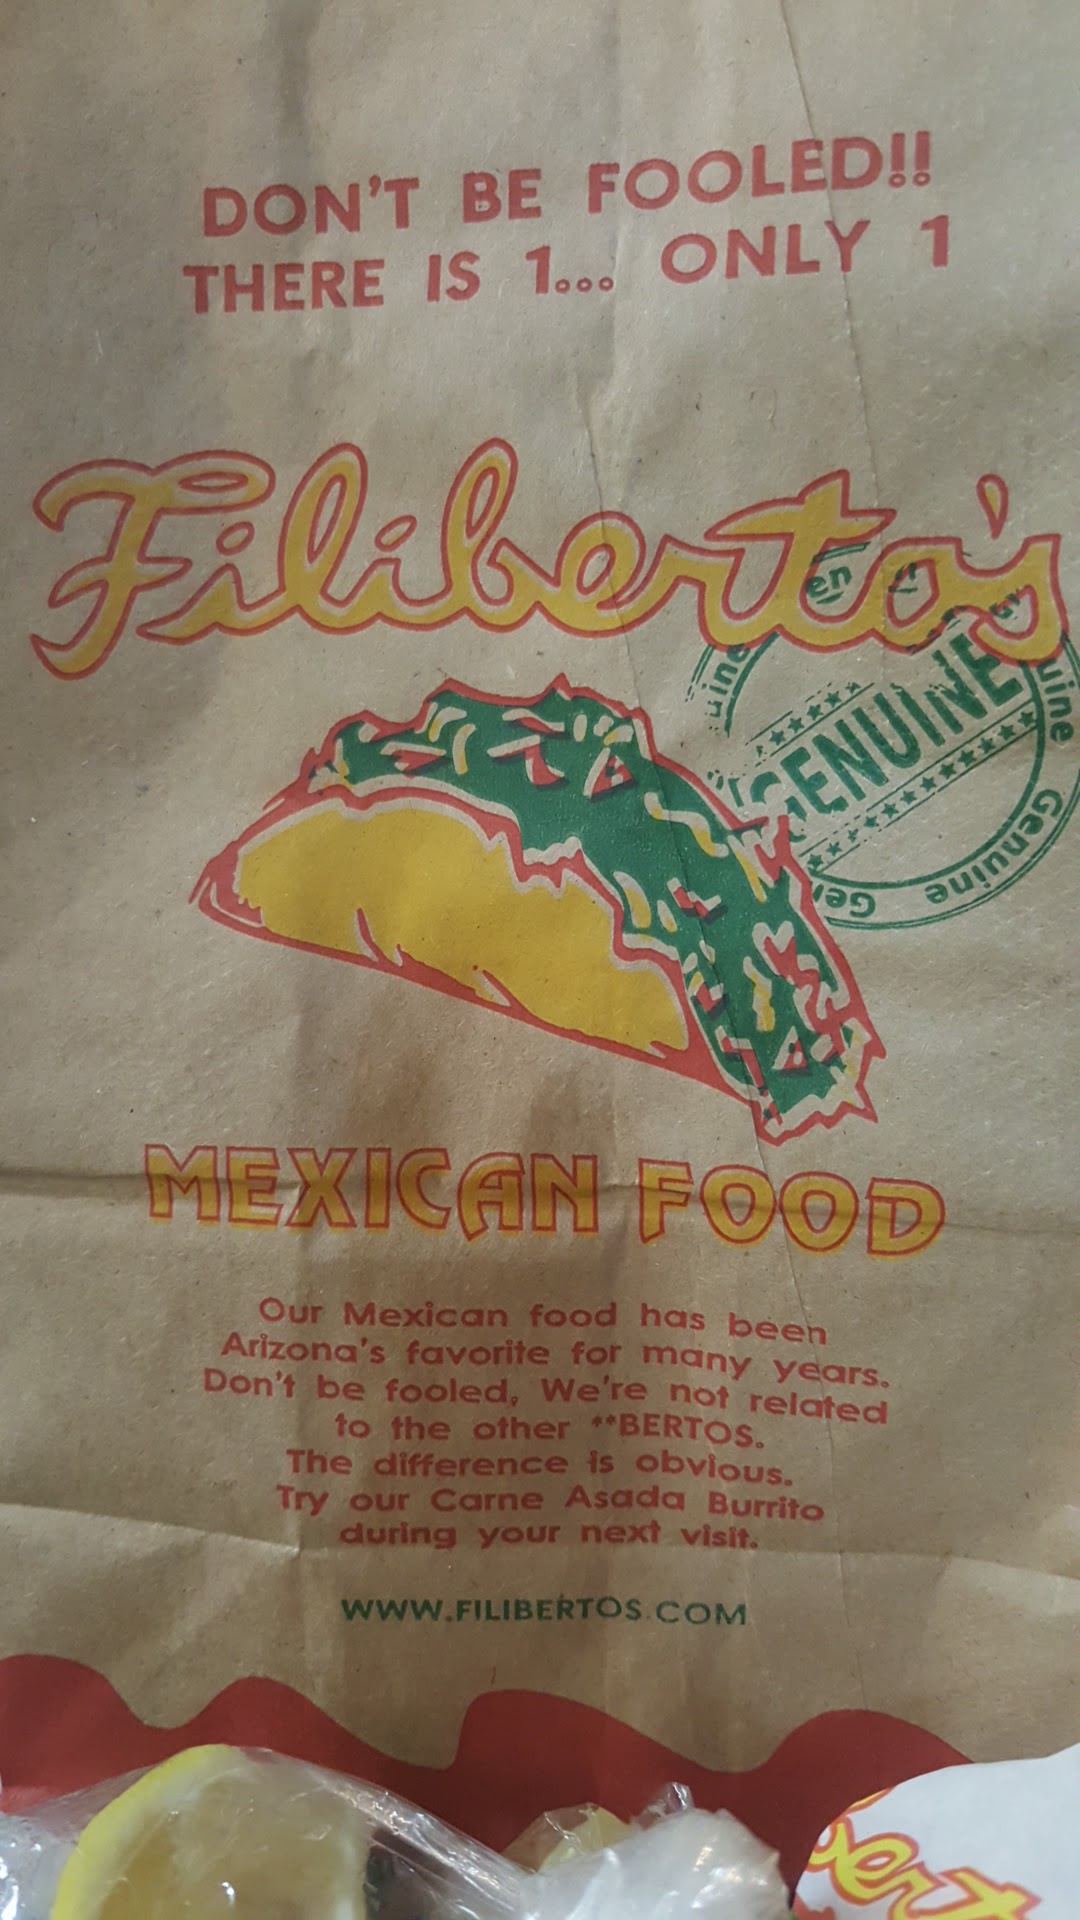 DON'T BE FOOLED!!
THERE IS 1... ONLY 1
Filiberto's
GENUINE
Genuine
MEXICAN FOOD
Our Mexican food has been
Arizona's favorite for many years.
Don't be fooled, We're not related
to the other **BERTOS.
The difference is obvious.
Try our Carne Asada Burrito
during your next visit.
WWW.FILIBERTOS.COM